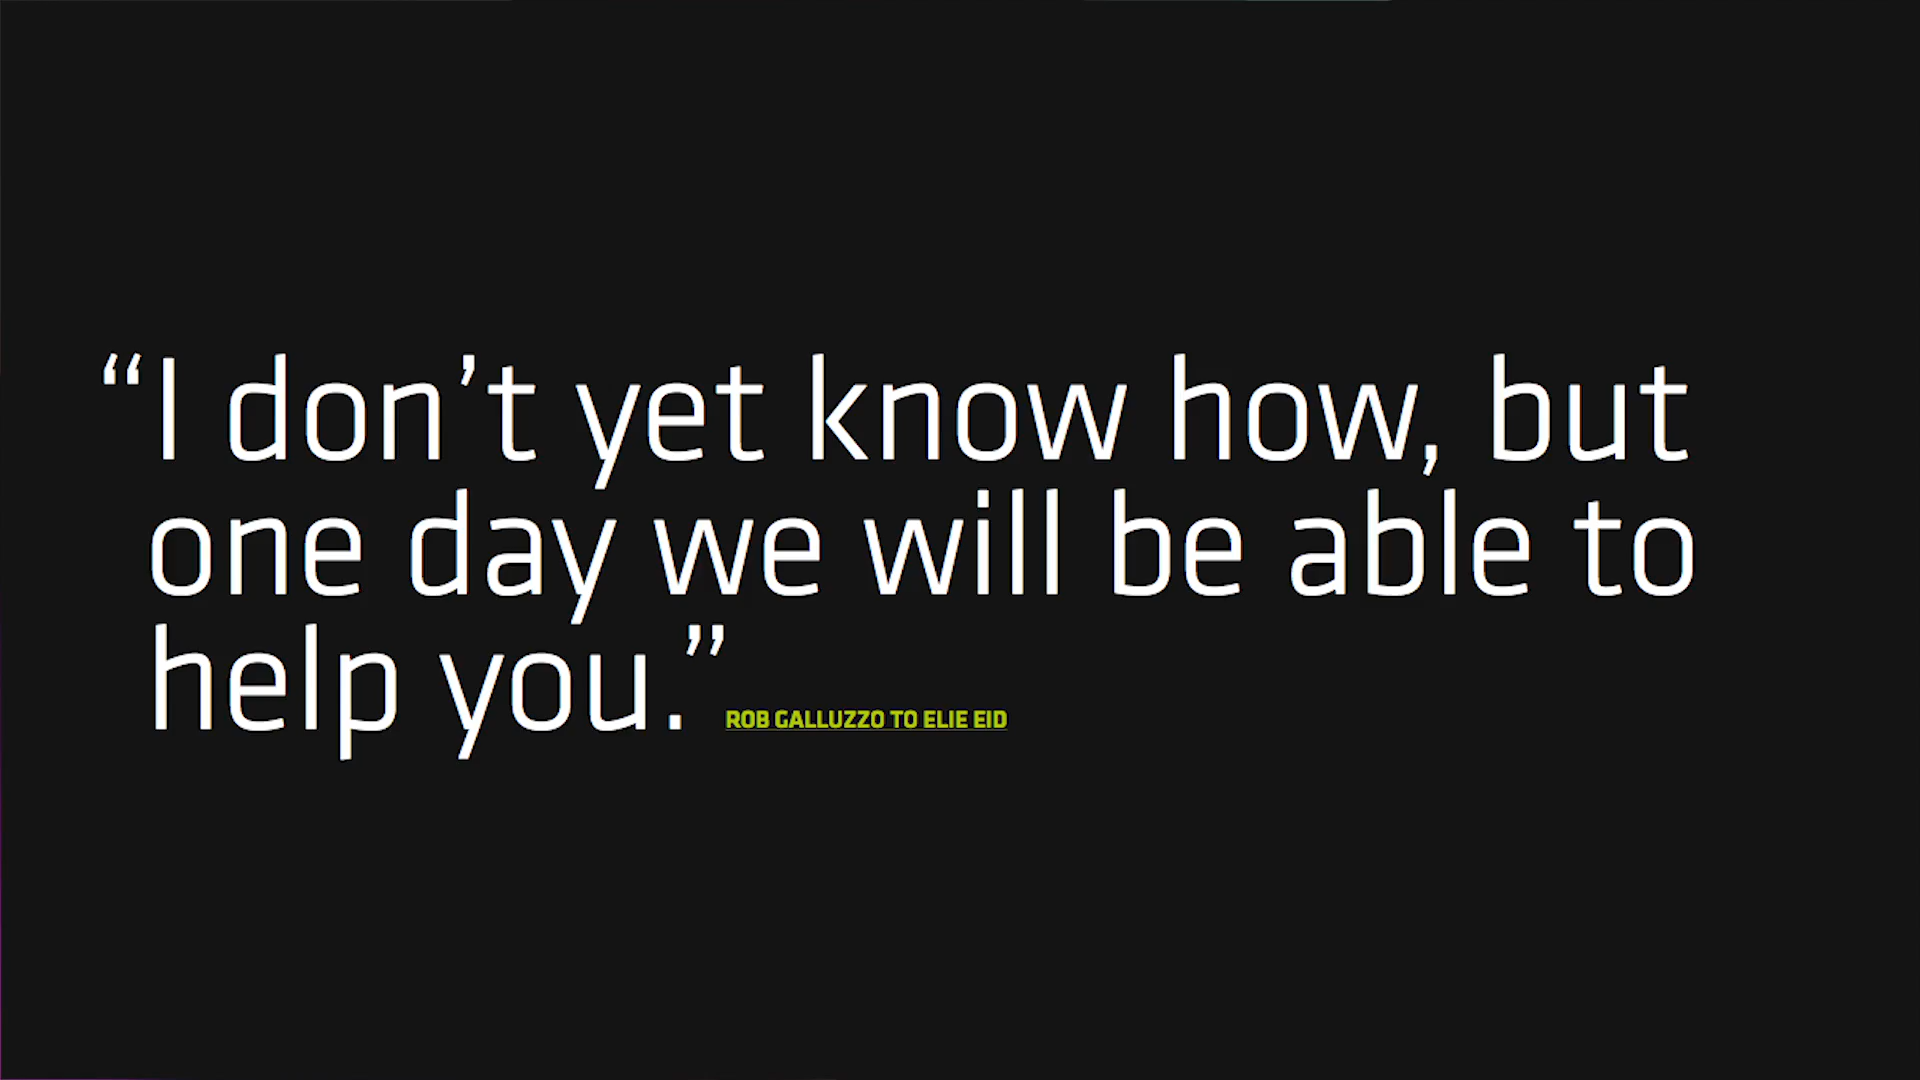 “I don’t yet know how, but
one day we will be able to
help you.” ROB GALLUZZO TO ELIE EID